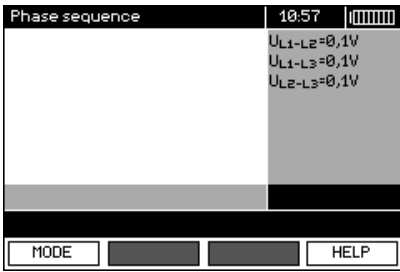 Phase sequence 10:57
UL1-L2=0,1V
UL1-L3=0,1V
UL2-L3=0,1V
MODE HELP